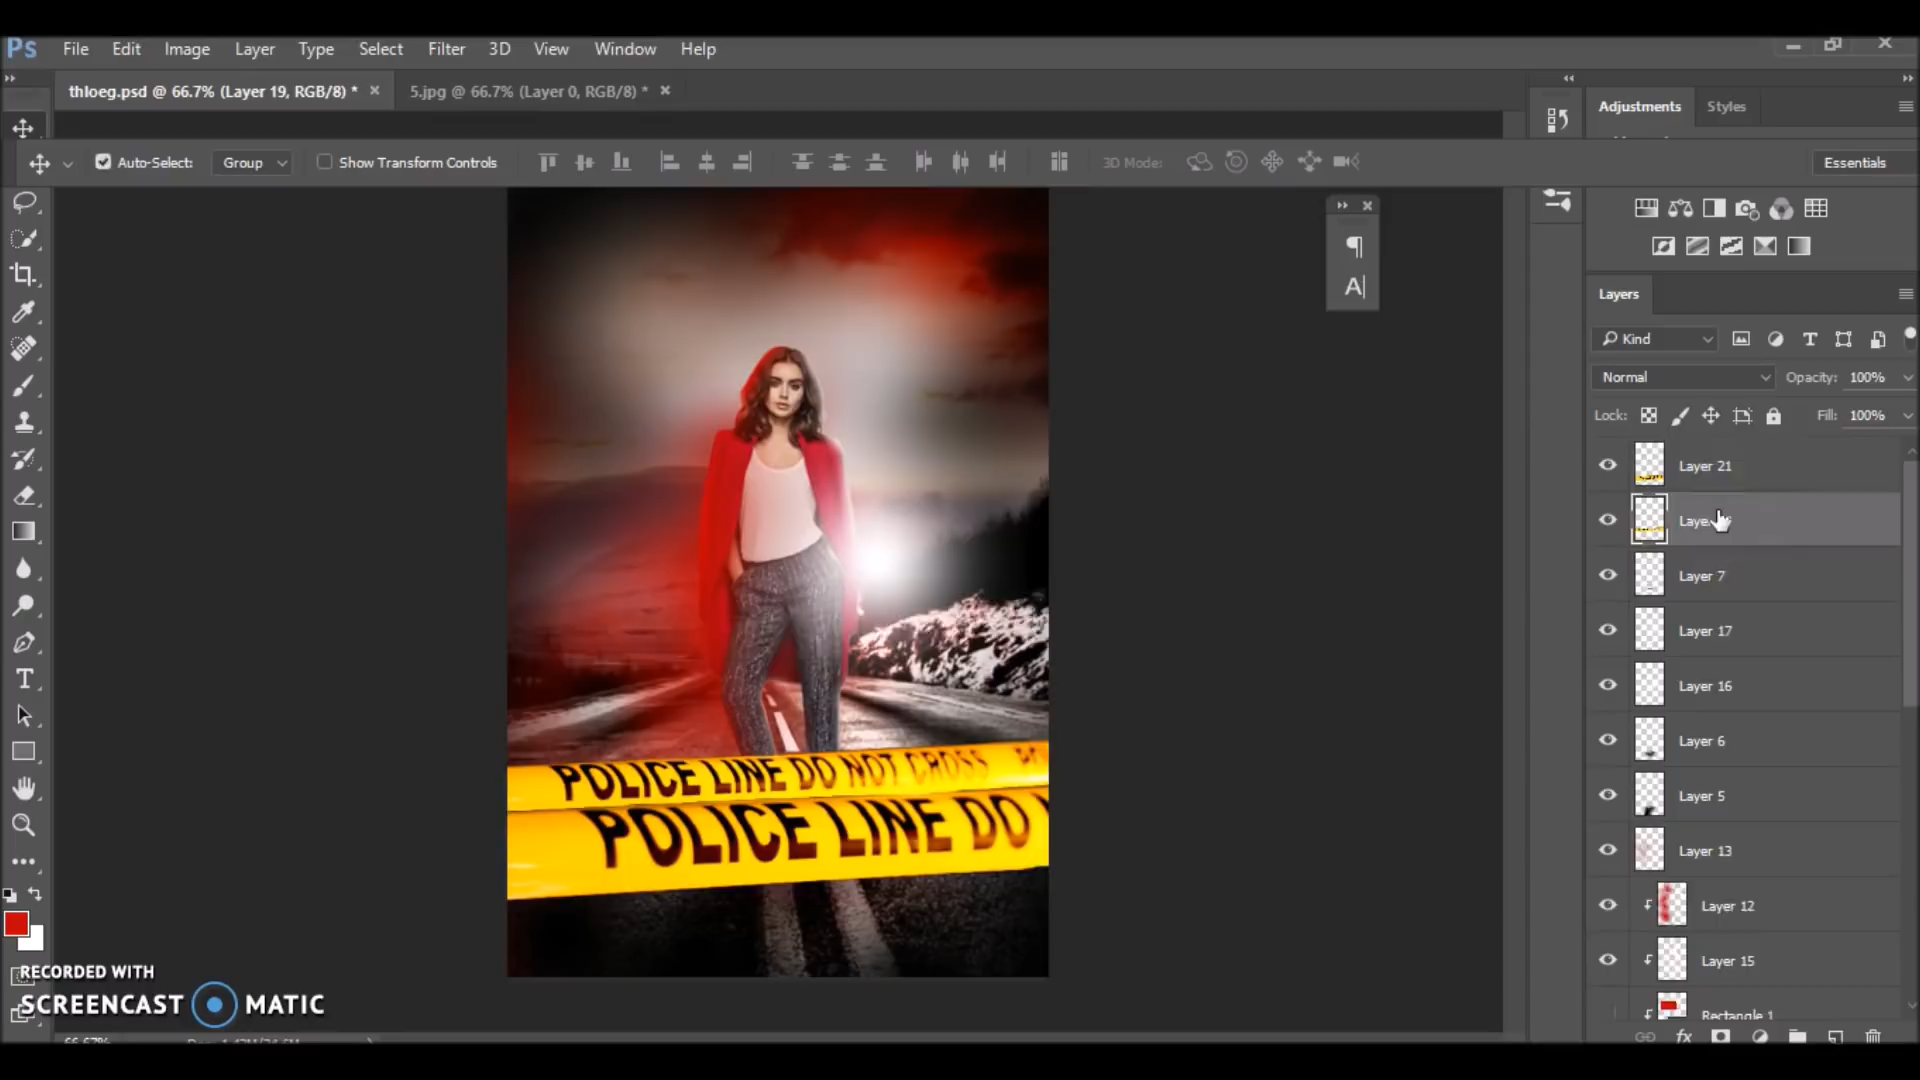 Ps File Edit Image Layer Type Select Filter 3D View Window Help
thloeg.psd @ 66.7% (Layer 19, RGB/8) * × 5.jpg @ 66.7% (Layer 0, RGB/8) * ×
Adjustments Styles
Auto-Select: Group Show Transform Controls 3D Mode: Essentials
Layers
Kind
Normal Opacity: 100%
Lock: Fill: 100%
Layer 21
Laye
Layer 7
Layer 17
Layer 16
Layer 6
Layer 5
Layer 13
Layer 12
Layer 15
Rectangle 1
POLICE LINE DO NOT CROSS
POLICE LINE DO
RECORDED WITH
SCREENCAST MATIC
66.67%